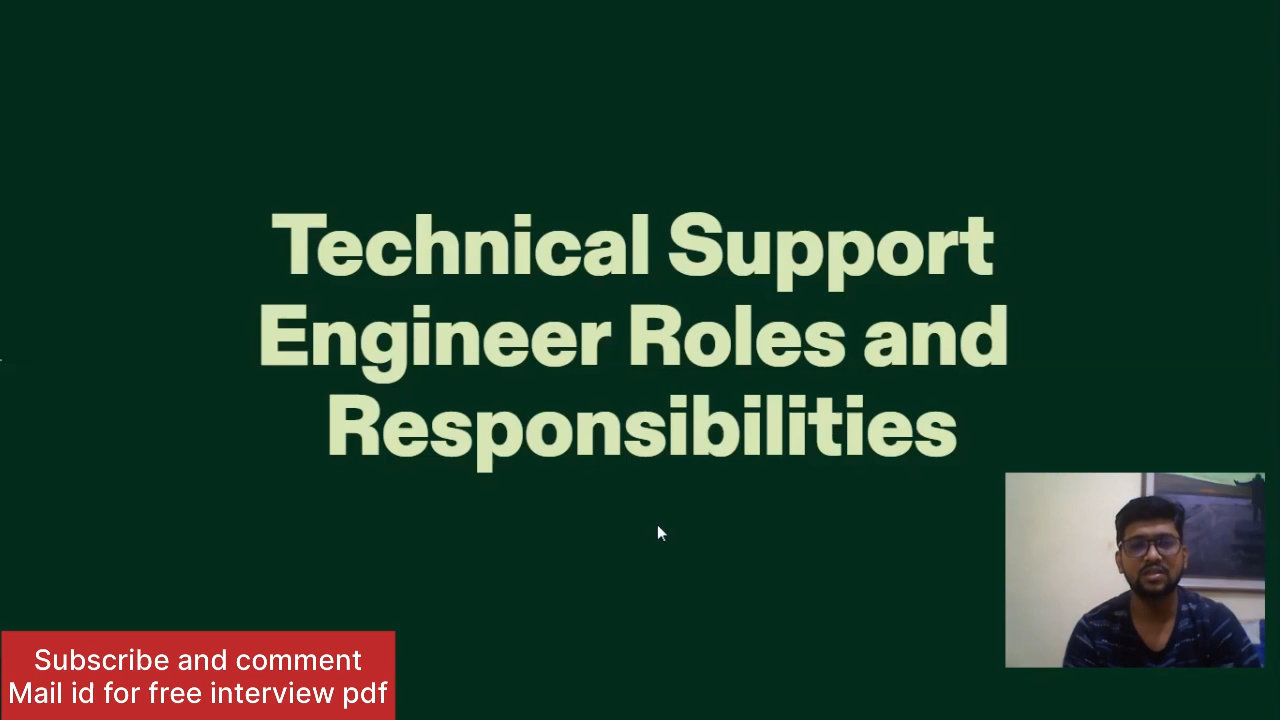 Technical Support
Engineer Roles and
Responsibilities
Subscribe and comment
Mail id for free interview pdf